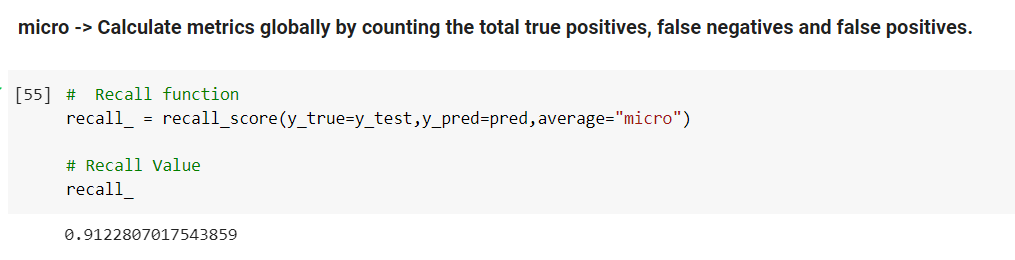 micro -> Calculate metrics globally by counting the total true positives, false negatives and false positives.
[55] #  Recall function
recall_ = recall_score(y_true=y_test,y_pred=pred,average="micro")
# Recall Value
recall_
0.9122807017543859